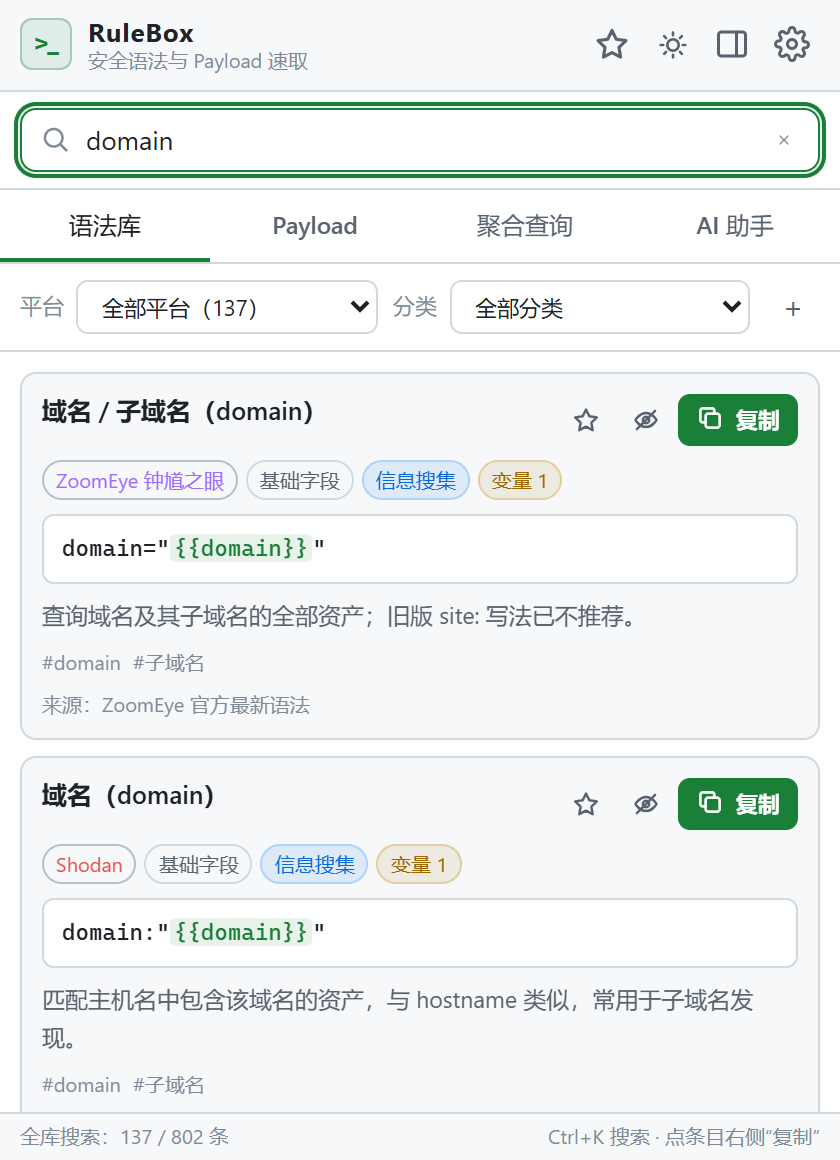 >_ RuleBox
安全语法与 Payload 速取
domain ×
语法库 Payload 聚合查询 AI 助手
平台 全部平台（137） 分类 全部分类 +
域名 / 子域名（domain） 复制
ZoomEye 钟馗之眼 基础字段 信息搜集 变量 1
domain="{{domain}}"
查询域名及其子域名的全部资产；旧版 site: 写法已不推荐。
#domain #子域名
来源：ZoomEye 官方最新语法
域名（domain） 复制
Shodan 基础字段 信息搜集 变量 1
domain:"{{domain}}"
匹配主机名中包含该域名的资产，与 hostname 类似，常用于子域名发
现。
#domain #子域名
全库搜索：137 / 802 条 Ctrl+K 搜索 · 点条目右侧“复制”